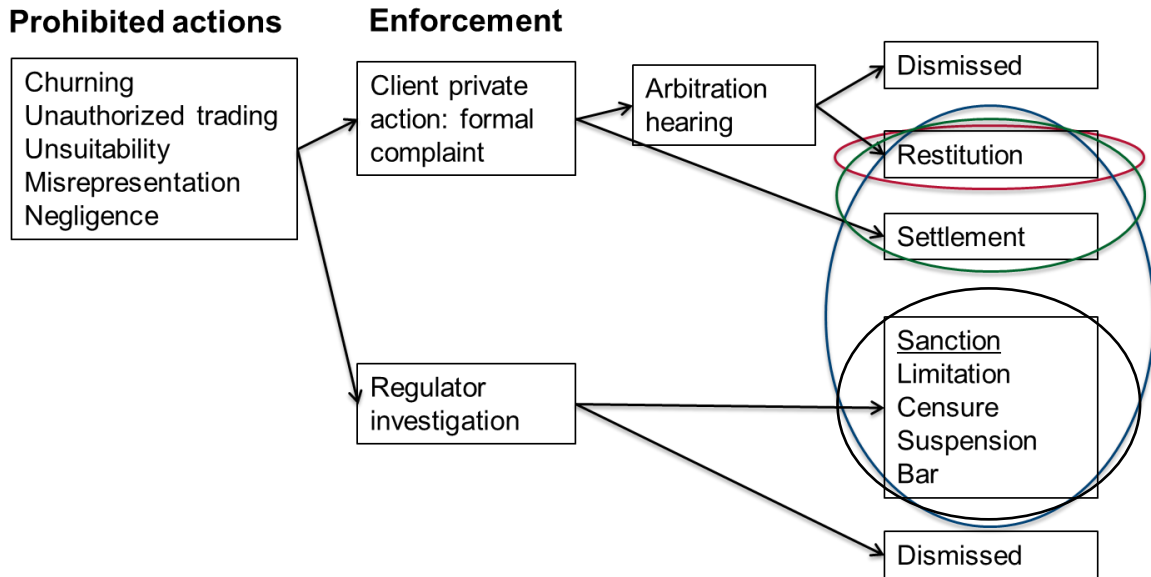 Prohibited actions
Enforcement
Churning
Unauthorized trading
Unsuitability
Misrepresentation
Negligence
Client private
action: formal
complaint
Arbitration
hearing
Dismissed
Restitution
Settlement
Regulator
investigation
Sanction
Limitation
Censure
Suspension
Bar
Dismissed